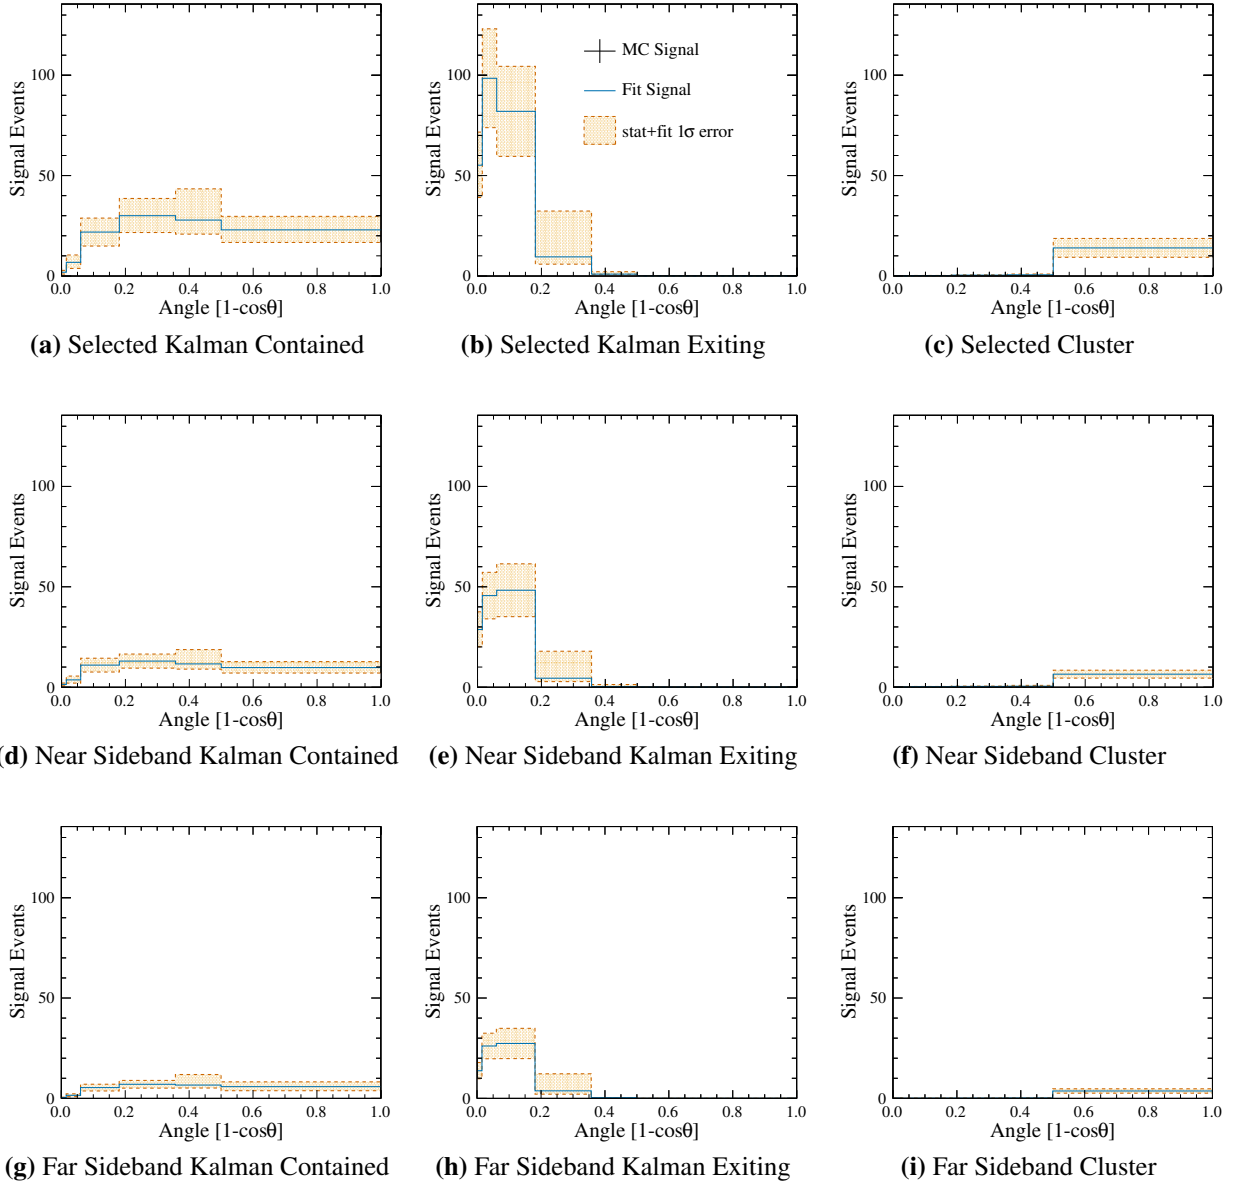 Signal Events
100
50
0
0.0 0.2 0.4 0.6 0.8 1.0
Angle [1-cosθ]
(a) Selected Kalman Contained
Signal Events
100
50
0
0.0 0.2 0.4 0.6 0.8 1.0
Angle [1-cosθ]
MC Signal
Fit Signal
stat+fit 1σ error
(b) Selected Kalman Exiting
Signal Events
100
50
0
0.0 0.2 0.4 0.6 0.8 1.0
Angle [1-cosθ]
(c) Selected Cluster
Signal Events
100
50
0
0.0 0.2 0.4 0.6 0.8 1.0
Angle [1-cosθ]
(d) Near Sideband Kalman Contained
Signal Events
100
50
0
0.0 0.2 0.4 0.6 0.8 1.0
Angle [1-cosθ]
(e) Near Sideband Kalman Exiting
Signal Events
100
50
0
0.0 0.2 0.4 0.6 0.8 1.0
Angle [1-cosθ]
(f) Near Sideband Cluster
Signal Events
100
50
0
0.0 0.2 0.4 0.6 0.8 1.0
Angle [1-cosθ]
(g) Far Sideband Kalman Contained
Signal Events
100
50
0
0.0 0.2 0.4 0.6 0.8 1.0
Angle [1-cosθ]
(h) Far Sideband Kalman Exiting
Signal Events
100
50
0
0.0 0.2 0.4 0.6 0.8 1.0
Angle [1-cosθ]
(i) Far Sideband Cluster